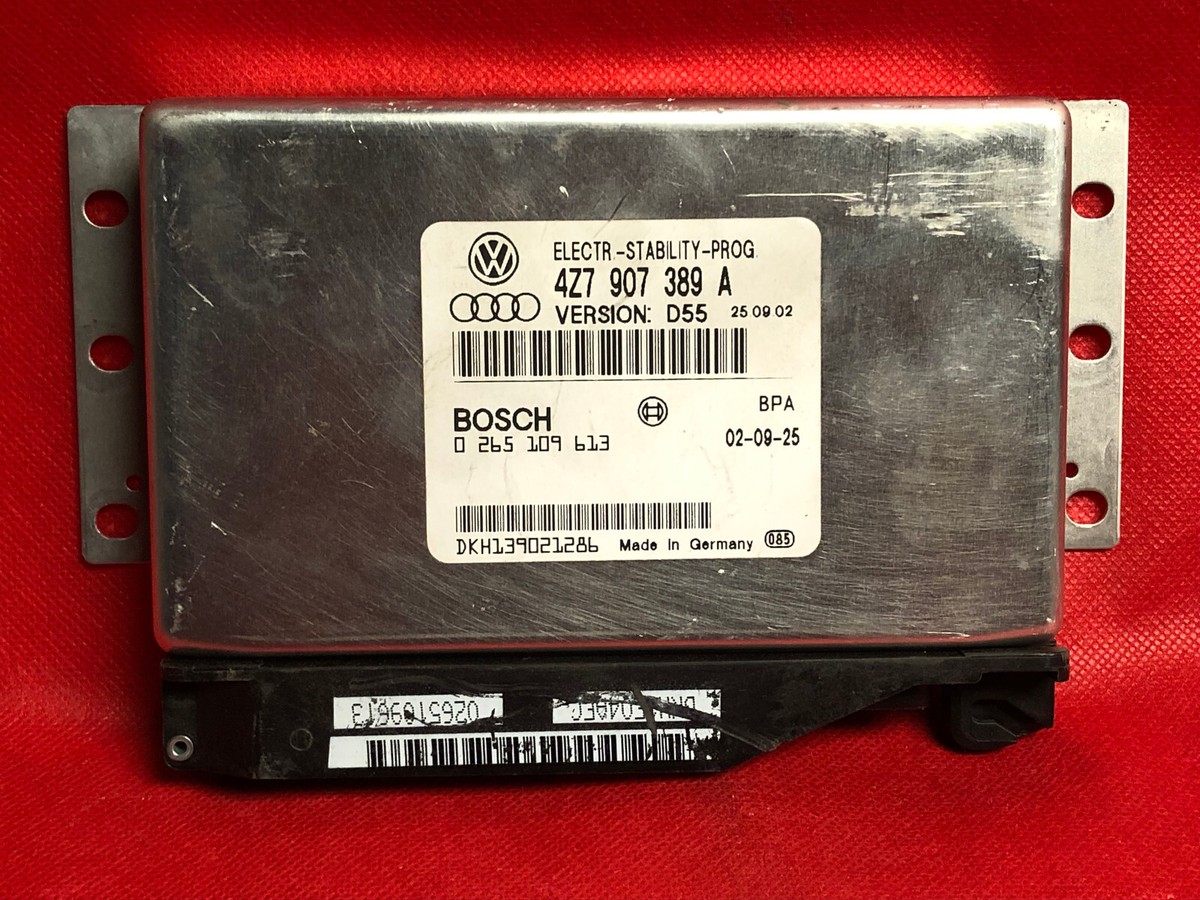 ELECTR.-STABILITY-PROG.
4Z7 907 389 A
VERSION: D55 25 09 02
BOSCH
BPA
0 265 109 613
02-09-25
DKH139021286 Made In Germany 085
0265109613